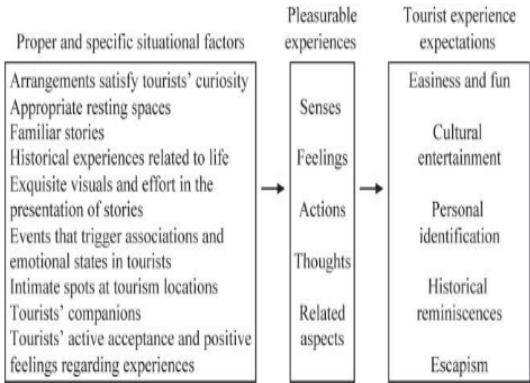 Proper and specific situational factors
Arrangements satisfy tourists' curiosity
Appropriate resting spaces
Familiar stories
Historical experiences related to life
Exquisite visuals and effort in the
presentation of stories
Events that trigger associations and
emotional states in tourists
Intimate spots at tourism locations
Tourists' companions
Tourists' active acceptance and positive
feelings regarding experiences
Pleasurable
experiences
Senses
Feelings
Actions
Thoughts
Related
aspects
Tourist experience
expectations
Easiness and fun
Cultural
entertainment
Personal
identification
Historical
reminiscences
Escapism